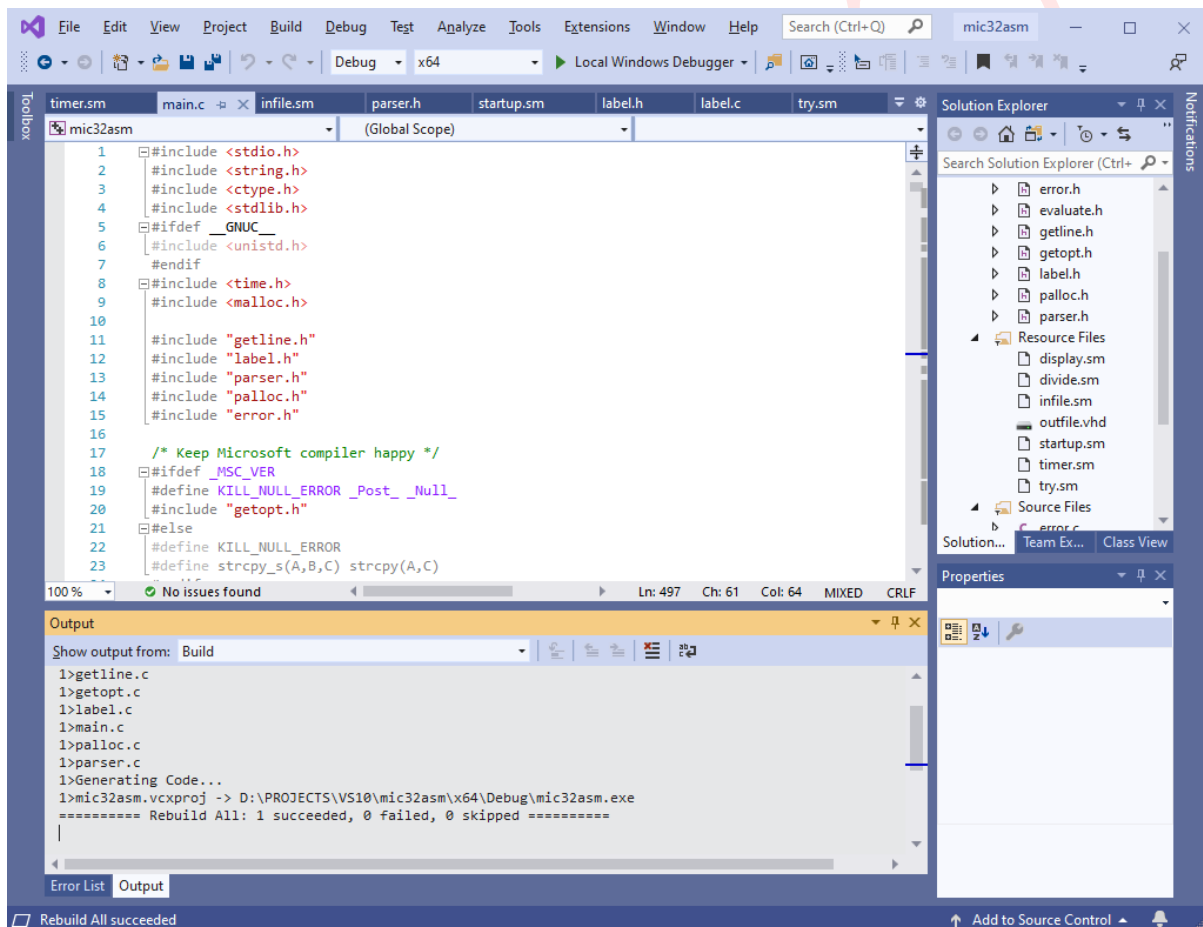 File Edit View Project Build Debug Test Analyze Tools Extensions Window Help Search (Ctrl+Q) mic32asm
Debug x64 Local Windows Debugger
Toolbox
timer.sm main.c infile.sm parser.h startup.sm label.h label.c try.sm
mic32asm (Global Scope)
1 #include <stdio.h>
2 #include <string.h>
3 #include <ctype.h>
4 #include <stdlib.h>
5 #ifdef __GNUC__
6 #include <unistd.h>
7 #endif
8 #include <time.h>
9 #include <malloc.h>
10
11 #include "getline.h"
12 #include "label.h"
13 #include "parser.h"
14 #include "palloc.h"
15 #include "error.h"
16
17 /* Keep Microsoft compiler happy */
18 #ifdef _MSC_VER
19 #define KILL_NULL_ERROR _Post_ _Null_
20 #include "getopt.h"
21 #else
22 #define KILL_NULL_ERROR
23 #define strcpy_s(A,B,C) strcpy(A,C)
100 % No issues found Ln: 497 Ch: 61 Col: 64 MIXED CRLF
Output
Show output from: Build
1>getline.c
1>getopt.c
1>label.c
1>main.c
1>palloc.c
1>parser.c
1>Generating Code...
1>mic32asm.vcxproj -> D:\PROJECTS\VS10\mic32asm\x64\Debug\mic32asm.exe
========== Rebuild All: 1 succeeded, 0 failed, 0 skipped ==========
Error List Output
Solution Explorer
Search Solution Explorer (Ctrl+
error.h
evaluate.h
getline.h
getopt.h
label.h
palloc.h
parser.h
Resource Files
display.sm
divide.sm
infile.sm
outfile.vhd
startup.sm
timer.sm
try.sm
Source Files
error.c
Solution... Team Ex... Class View
Properties
Notifications
Rebuild All succeeded Add to Source Control